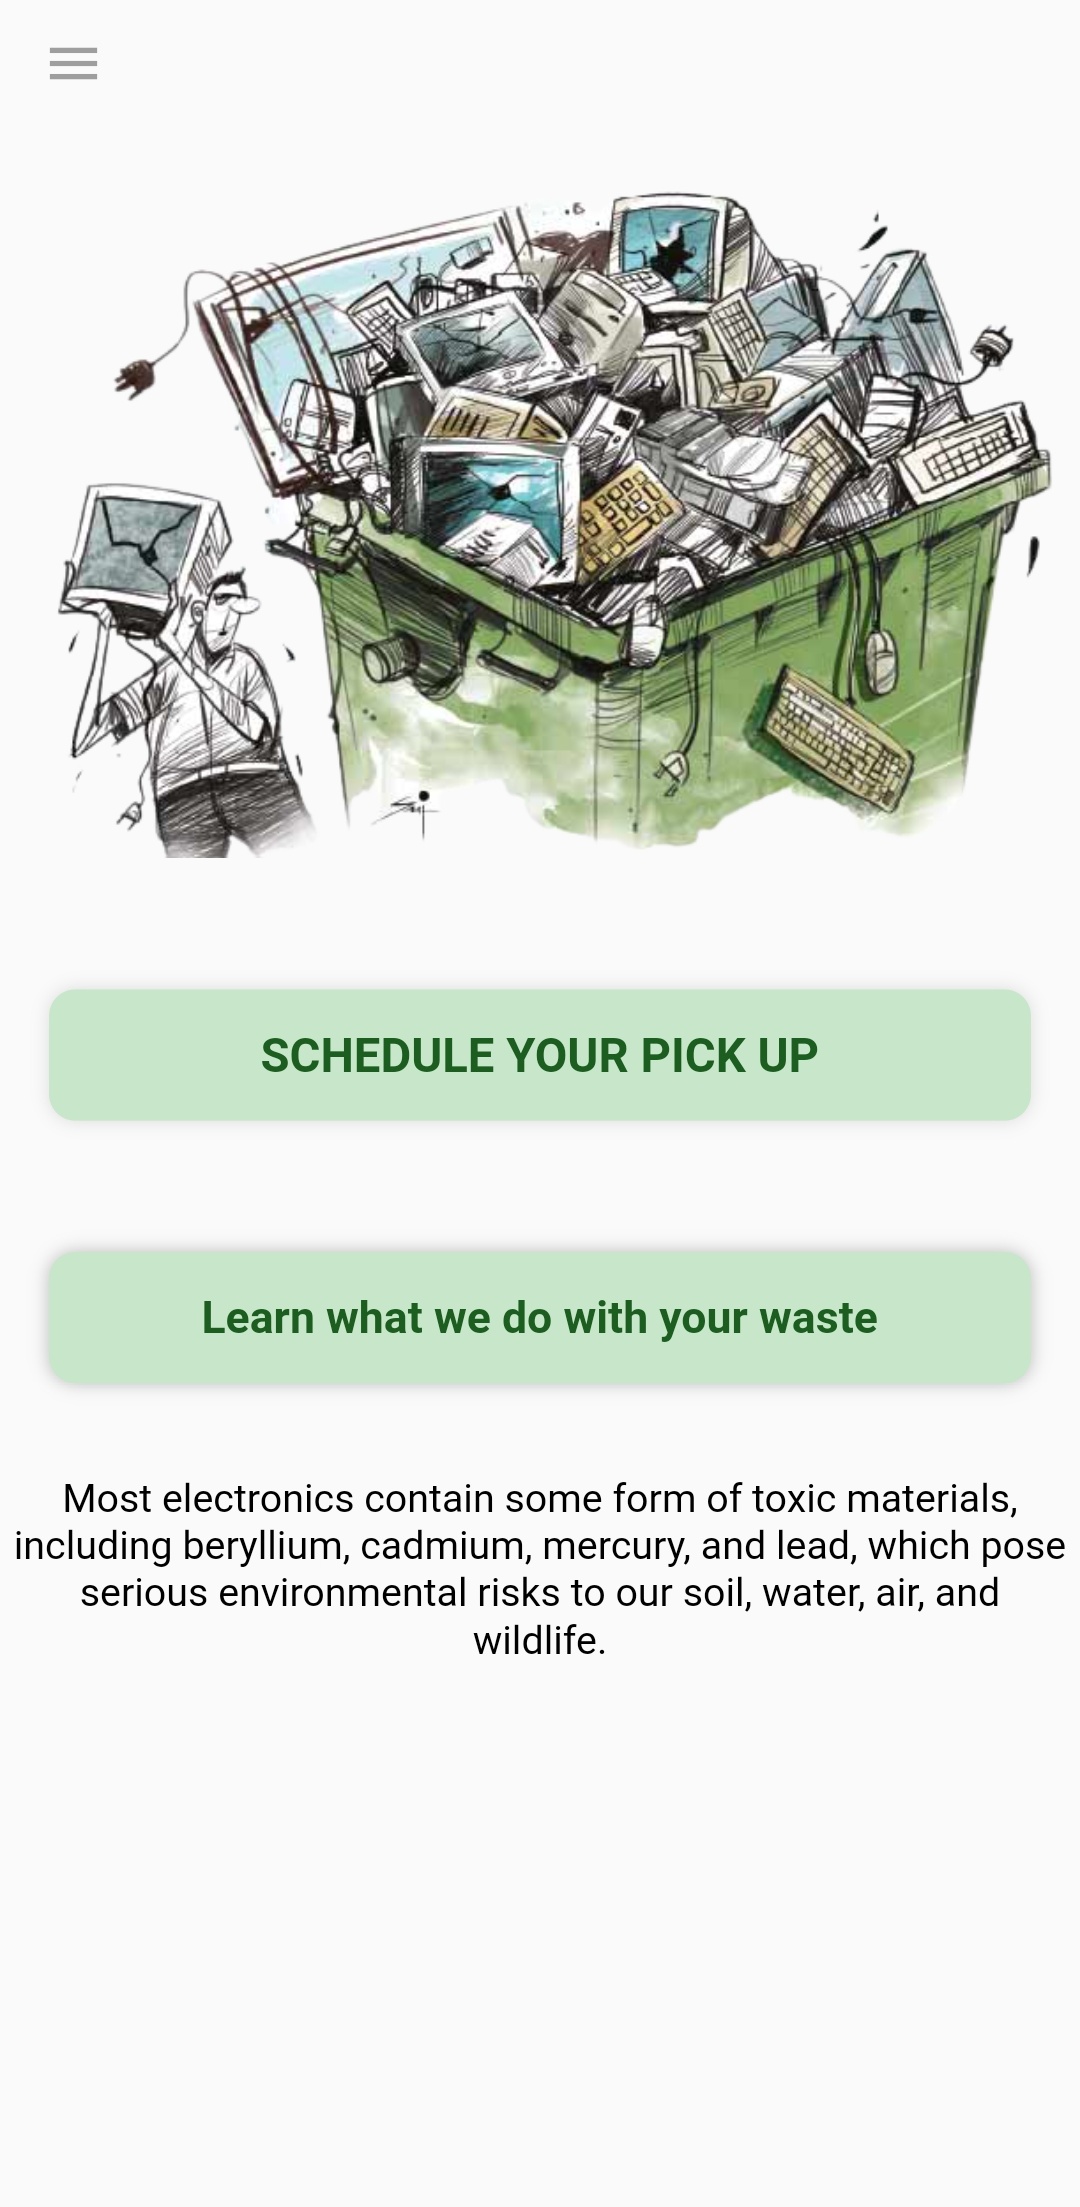 SCHEDULE YOUR PICK UP
Learn what we do with your waste
Most electronics contain some form of toxic materials,
including beryllium, cadmium, mercury, and lead, which pose
serious environmental risks to our soil, water, air, and
wildlife.